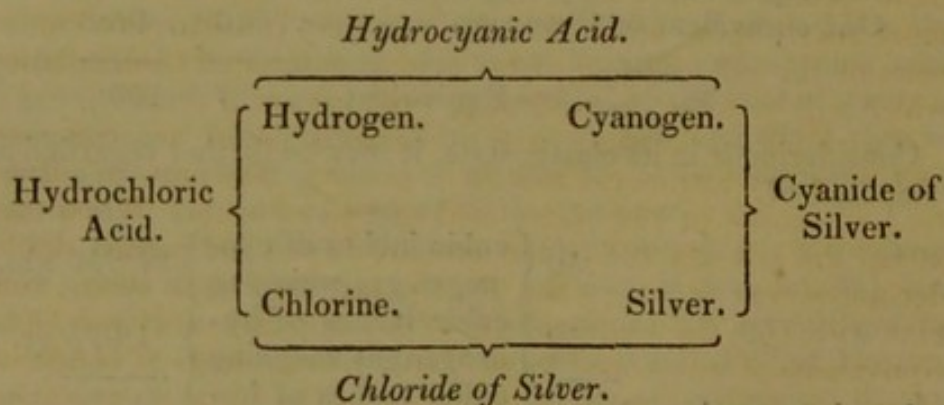 Hydrocyanic Acid.
Hydrogen. Cyanogen.
Hydrochloric
Acid.
Cyanide of
Silver.
Chlorine. Silver.
Chloride of Silver.